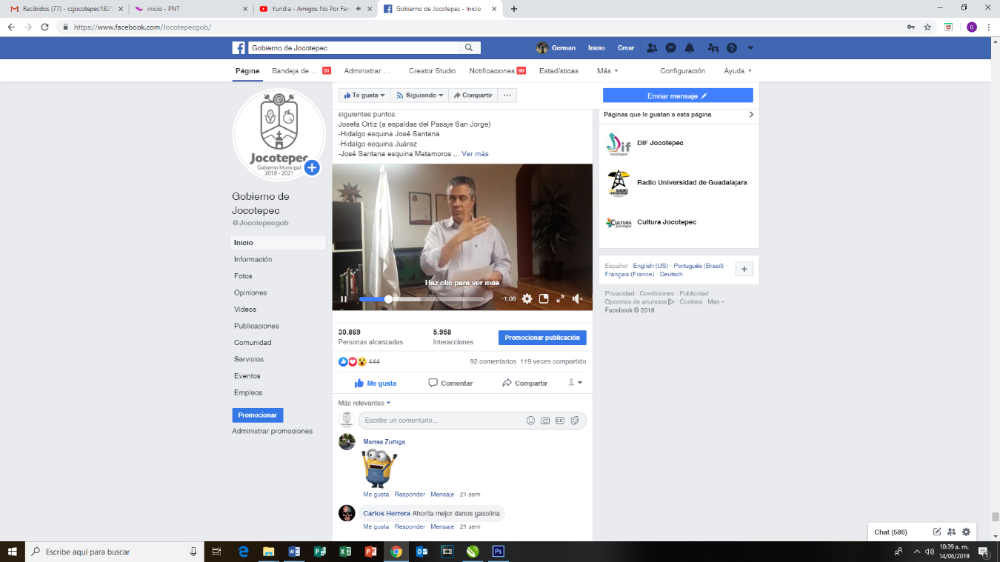 Recibidos (77) - csjocotepec1821
inicio - PNT
Yuridia - Amigos No Por Favo
Gobierno de Jocotepec - Inicio
https://www.facebook.com/Jocotepecgob/
G
Gobierno de Jocotepec
German Inicio Crear
Página Bandeja de ... 31 Administrar ... Creator Studio Notificaciones 99 Estadísticas Más Configuración Ayuda
Te gusta Siguiendo Compartir ...
Enviar mensaje
Jocotepec
Gobierno Municipal
2018 - 2021
Gobierno de
Jocotepec
@Jocotepecgob
Inicio
Información
Fotos
Opiniones
Videos
Publicaciones
Comunidad
Servicios
Eventos
Empleos
Promocionar
Administrar promociones
siguientes puntos.
Josefa Ortiz (a espaldas del Pasaje San Jorge)
-Hidalgo esquina José Santana
-Hidalgo esquina Juárez
-José Santana esquina Matamoros ... Ver más
Haz clic para ver más
-1:08
30.869
Personas alcanzadas
5.958
Interacciones
Promocionar publicación
444
92 comentarios 119 veces compartido
Me gusta Comentar Compartir
Más relevantes
Escribe un comentario...
GIF
Marisa Zuñiga
Me gusta · Responder · Mensaje · 21 sem
Carlos Herrera Ahorita mejor danos gasolina
Me gusta · Responder · Mensaje · 21 sem
Páginas que le gustan a esta página
Dif
DIF Jocotepec
Radio Universidad de Guadalajara
CULTURA
Jocotepec
Cultura Jocotepec
Español · English (US) · Português (Brasil) ·
Français (France) · Deutsch
Privacidad · Condiciones · Publicidad ·
Opciones de anuncios · Cookies · Más
Facebook © 2019
Chat (586)
Escribe aquí para buscar
10:39 a. m.
14/06/2019
1